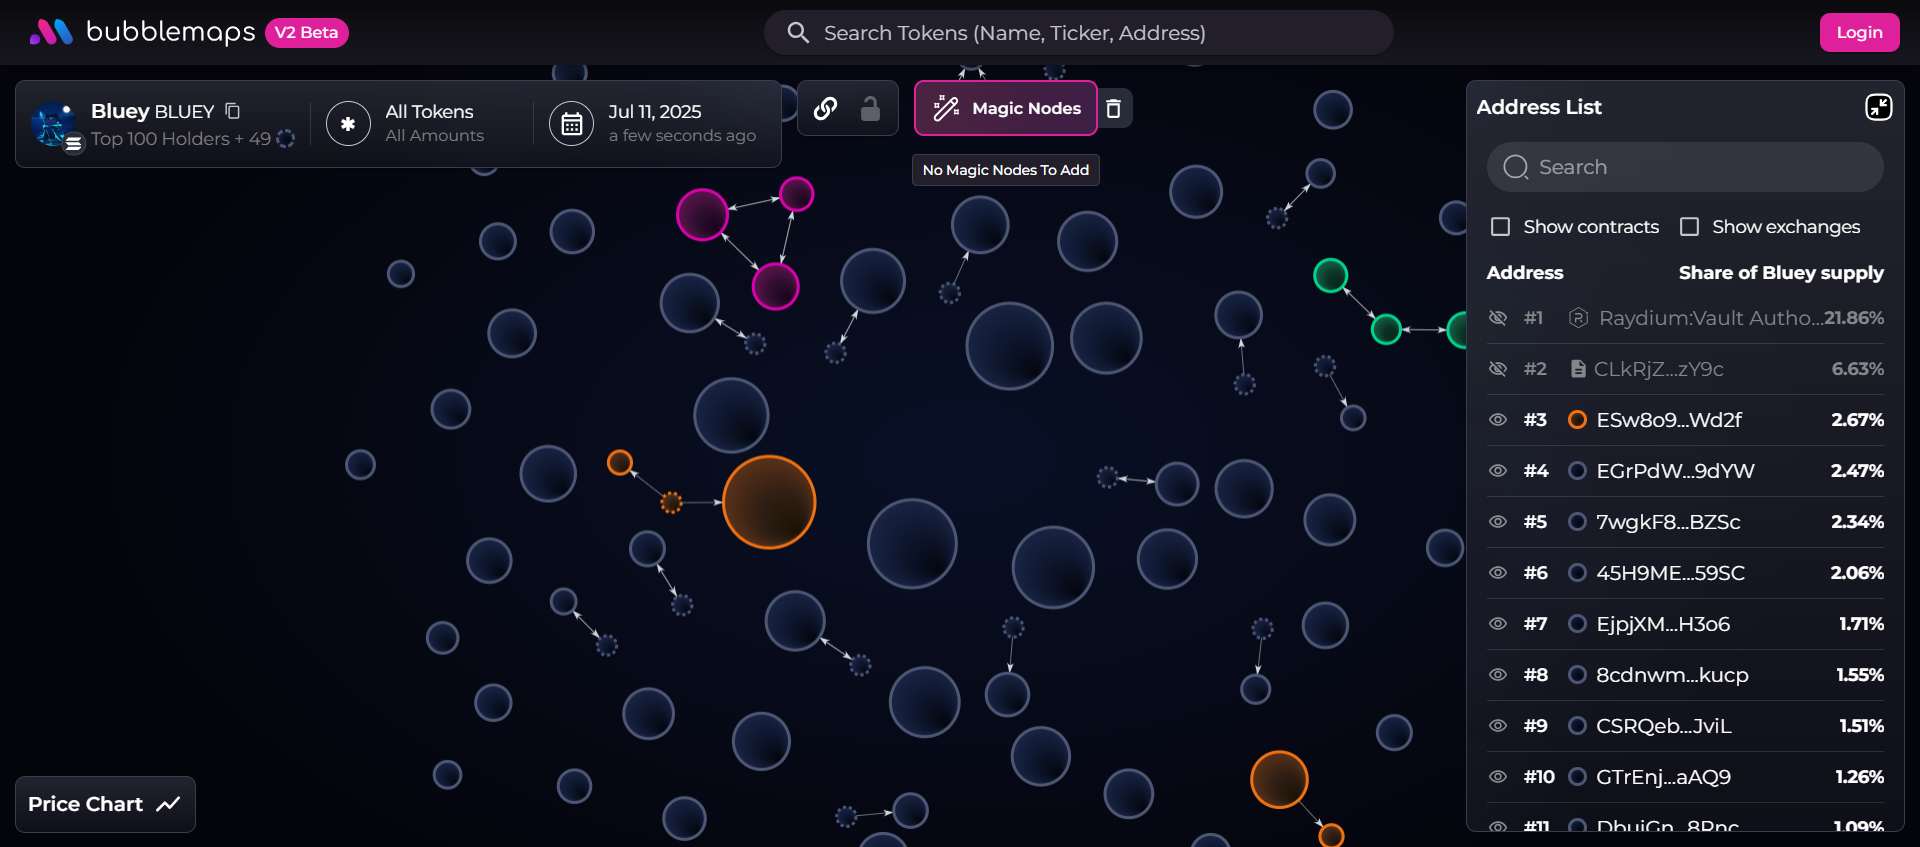 bubblemaps V2 Beta
Search Tokens (Name, Ticker, Address)
Login
Bluey BLUEY
Top 100 Holders + 49
All Tokens
All Amounts
Jul 11, 2025
a few seconds ago
Magic Nodes
No Magic Nodes To Add
Address List
Search
Show contracts Show exchanges
Address Share of Bluey supply
#1 Raydium:Vault Autho...21.86%
#2 CLkRjZ...zY9c 6.63%
#3 ESw8o9...Wd2f 2.67%
#4 EGrPdW...9dYW 2.47%
#5 7wgkF8...BZSc 2.34%
#6 45H9ME...59SC 2.06%
#7 EjpjXM...H3o6 1.71%
#8 8cdnwm...kucp 1.55%
#9 CSRQeb...JviL 1.51%
#10 GTrEnj...aAQ9 1.26%
#11 1.09%
Price Chart